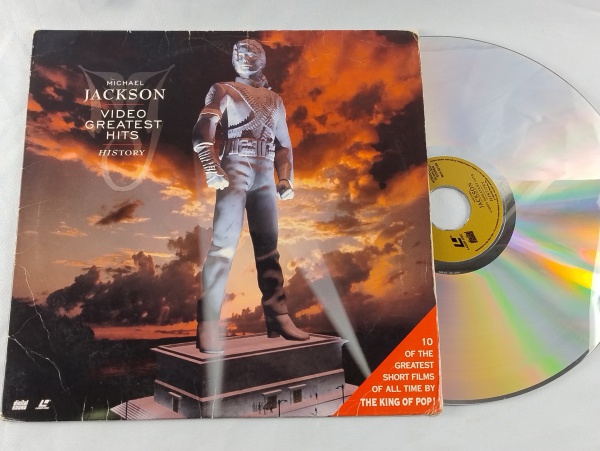 MICHAEL
JACKSON
VIDEO
GREATEST
HITS
HISTORY
10
OF THE
GREATEST
SHORT FILMS
OF ALL TIME BY
THE KING OF POP!
JACKSON